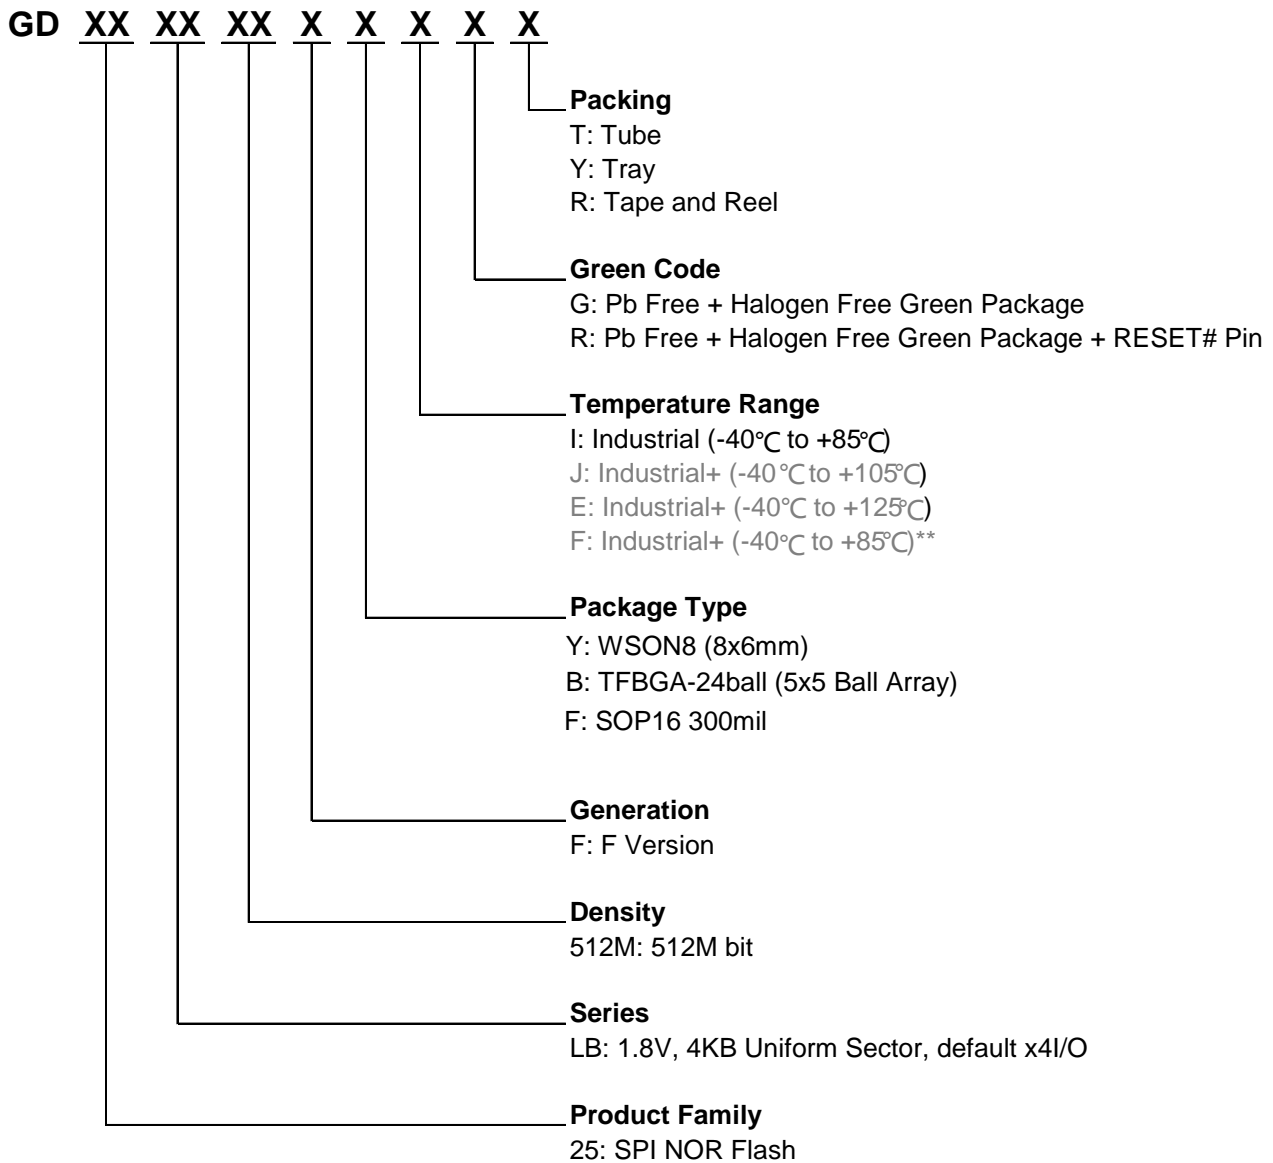 GD XX XX XX X X X X X
Packing
T: Tube
Y: Tray
R: Tape and Reel
Green Code
G: Pb Free + Halogen Free Green Package
R: Pb Free + Halogen Free Green Package + RESET# Pin
Temperature Range
I: Industrial (-40℃ to +85℃)
J: Industrial+ (-40℃ to +105℃)
E: Industrial+ (-40℃ to +125℃)
F: Industrial+ (-40℃ to +85℃)**
Package Type
Y: WSON8 (8x6mm)
B: TFBGA-24ball (5x5 Ball Array)
F: SOP16 300mil
Generation
F: F Version
Density
512M: 512M bit
Series
LB: 1.8V, 4KB Uniform Sector, default x4I/O
Product Family
25: SPI NOR Flash